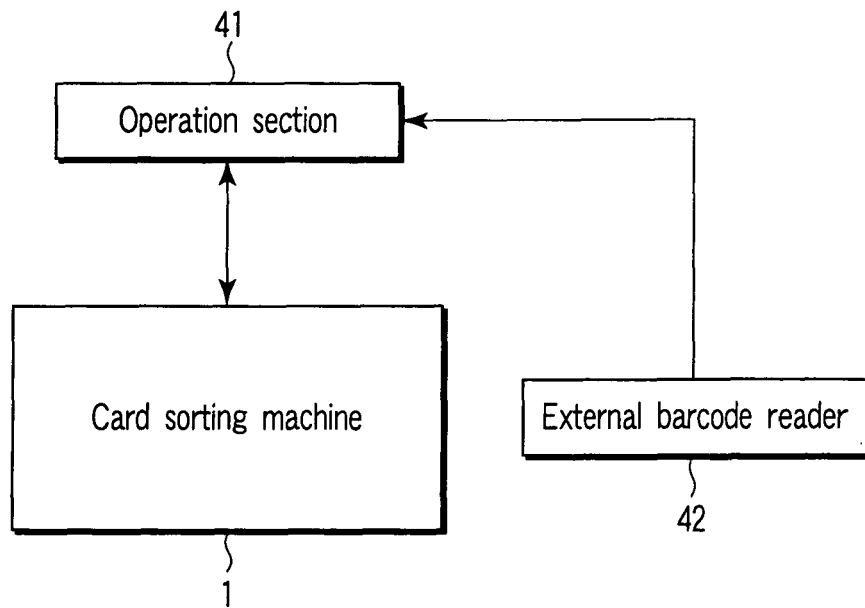 41
Operation section
Card sorting machine
External barcode reader
42
1